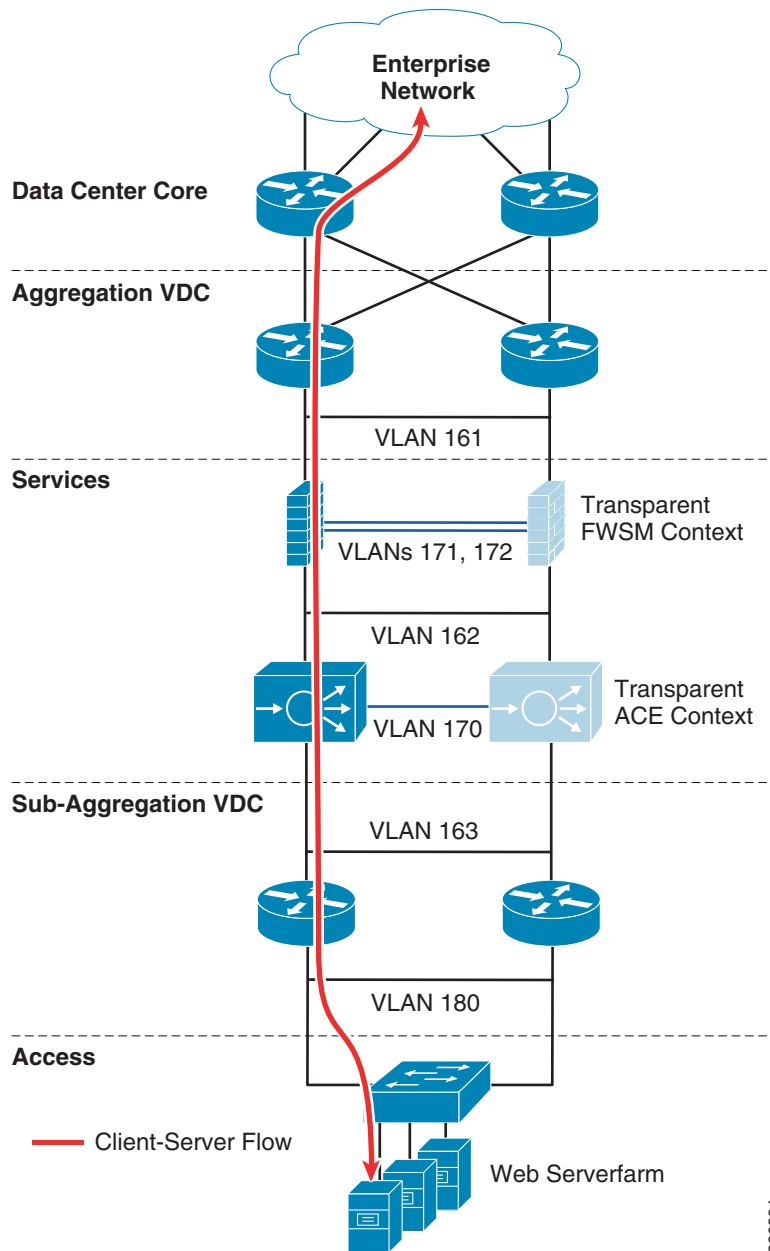 Enterprise
Network
Data Center Core
Aggregation VDC
VLAN 161
Services
Transparent
FWSM Context
VLANs 171, 172
VLAN 162
Transparent
ACE Context
VLAN 170
Sub-Aggregation VDC
VLAN 163
VLAN 180
Access
Client-Server Flow
Web Serverfarm